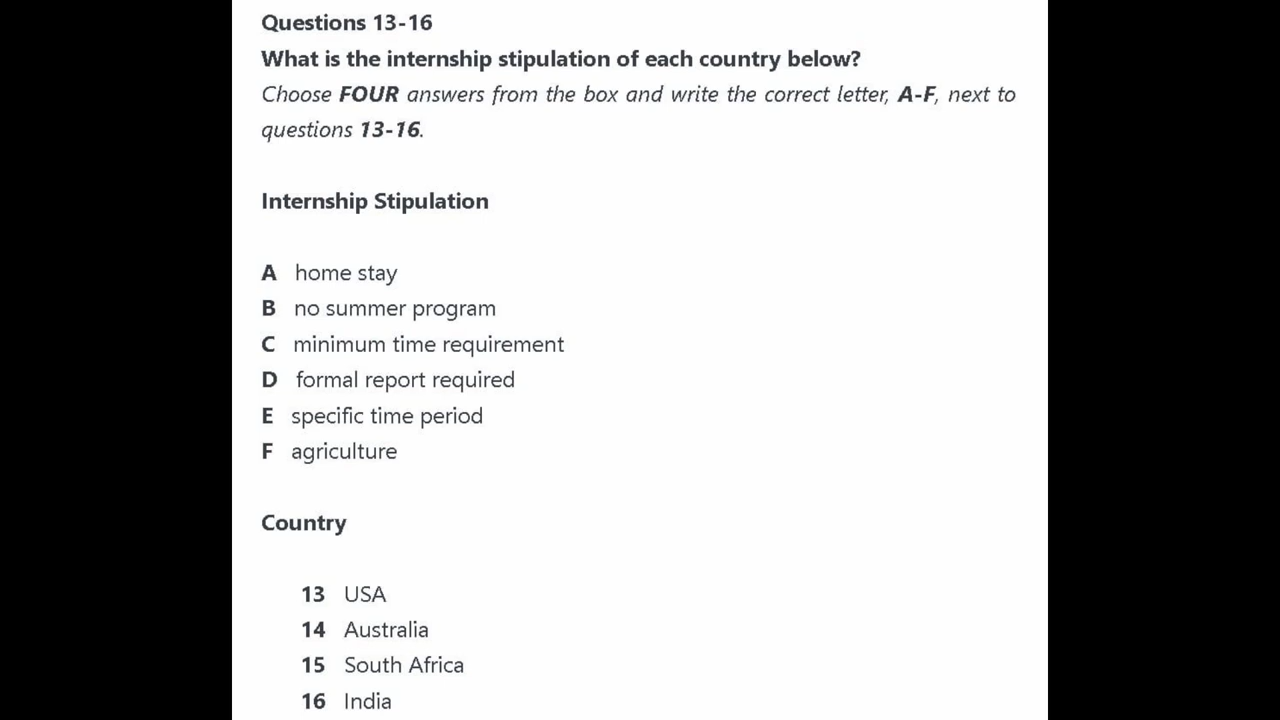 Questions 13-16
What is the internship stipulation of each country below?
Choose FOUR answers from the box and write the correct letter, A-F, next to
questions 13-16.
Internship Stipulation
A home stay
B no summer program
C minimum time requirement
D formal report required
E specific time period
F agriculture
Country
13 USA
14 Australia
15 South Africa
16 India